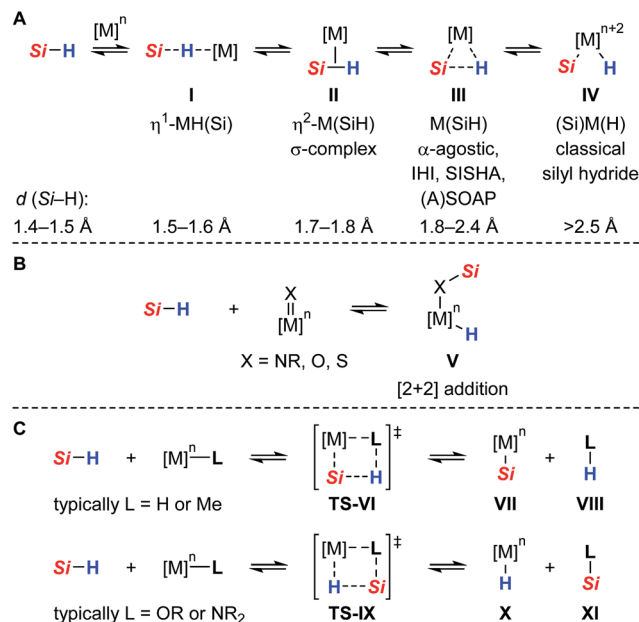 A
Si–H [M]ⁿ Si--H--[M] [M] Si–H [M] Si---H [M]ⁿ⁺² Si H
I II III IV
η¹-MH(Si) η²-M(SiH) M(SiH) (Si)M(H)
σ-complex α-agostic, classical
IHI, SISHA, silyl hydride
(A)SOAP
d (Si–H):
1.4–1.5 Å 1.5–1.6 Å 1.7–1.8 Å 1.8–2.4 Å >2.5 Å
B
Si–H + X [M]ⁿ X Si [M]ⁿ H
X = NR, O, S V
[2+2] addition
C
Si–H + [M]ⁿ–L [M]--L Si---H ‡ [M]ⁿ Si + L H
typically L = H or Me TS-VI VII VIII
Si–H + [M]ⁿ–L [M]--L H---Si ‡ [M]ⁿ H + L Si
typically L = OR or NR₂ TS-IX X XI